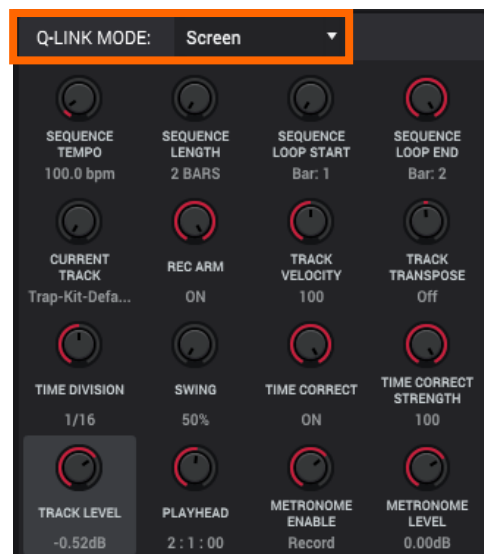 Q-LINK MODE: Screen
SEQUENCE TEMPO
100.0 bpm
SEQUENCE LENGTH
2 BARS
SEQUENCE LOOP START
Bar: 1
SEQUENCE LOOP END
Bar: 2
CURRENT TRACK
Trap-Kit-Defa...
REC ARM
ON
TRACK VELOCITY
100
TRACK TRANSPOSE
Off
TIME DIVISION
1/16
SWING
50%
TIME CORRECT
ON
TIME CORRECT STRENGTH
100
TRACK LEVEL
-0.52dB
PLAYHEAD
2 : 1 : 00
METRONOME ENABLE
Record
METRONOME LEVEL
0.00dB